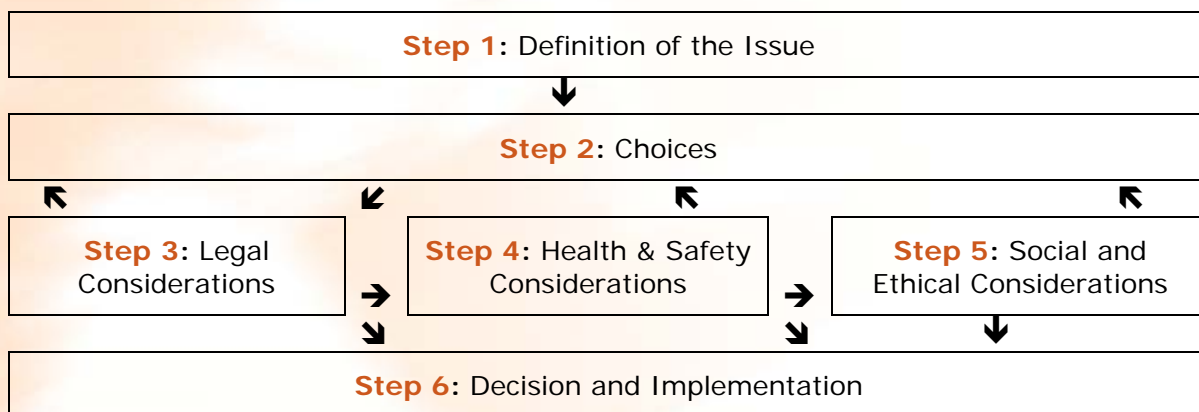 Step 1: Definition of the Issue
Step 2: Choices
Step 3: Legal
Considerations
Step 4: Health & Safety
Considerations
Step 5: Social and
Ethical Considerations
Step 6: Decision and Implementation